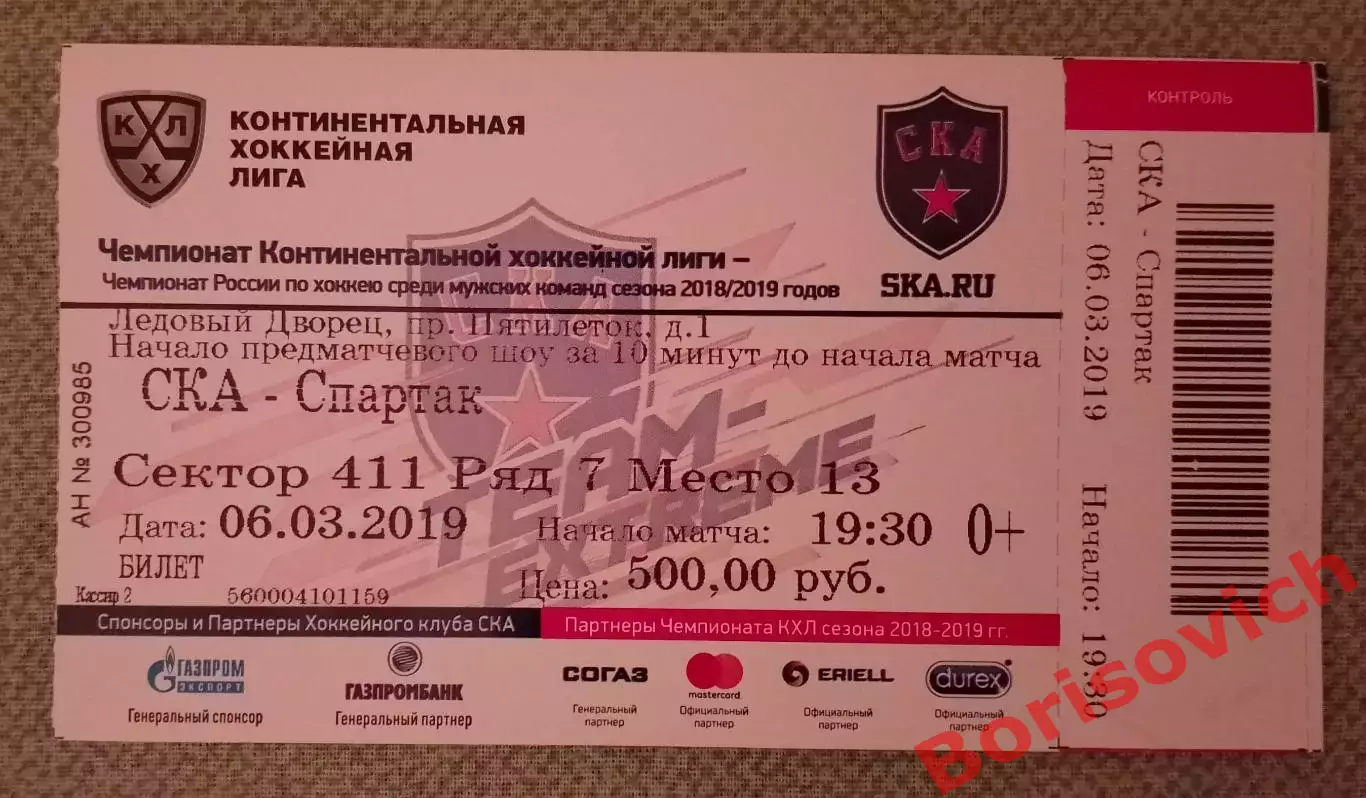 КХЛ
Х
КОНТИНЕНТАЛЬНАЯ
ХОККЕЙНАЯ
ЛИГА
СКА
SKA.RU
Чемпионат Континентальной хоккейной лиги –
Чемпионат России по хоккею среди мужских команд сезона 2018/2019 годов
СКА
TEAM-
EXTREME
Ледовый Дворец, пр. Пятилеток, д.1
Начало предматчевого шоу за 10 минут до начала матча
СКА - Спартак
АН № 300985
Сектор 411 Ряд 7 Место 13
Дата: 06.03.2019 Начало матча: 19:30 0+
БИЛЕТ Цена: 500,00 руб.
Кассир 2 560004101159
Спонсоры и Партнеры Хоккейного клуба СКА
Партнеры Чемпионата КХЛ сезона 2018-2019 гг.
ГАЗПРОМ
ЭКСПОРТ
Генеральный спонсор
ГАЗПРОМБАНК
Генеральный партнер
СОГАЗ
Генеральный
партнер
mastercard
Официальный
партнер
ERIELL
Официальный
партнер
durex
Официальный
партнер
КОНТРОЛЬ
СКА - Спартак
Дата: 06.03.2019 Начало: 19:30
Borisovich